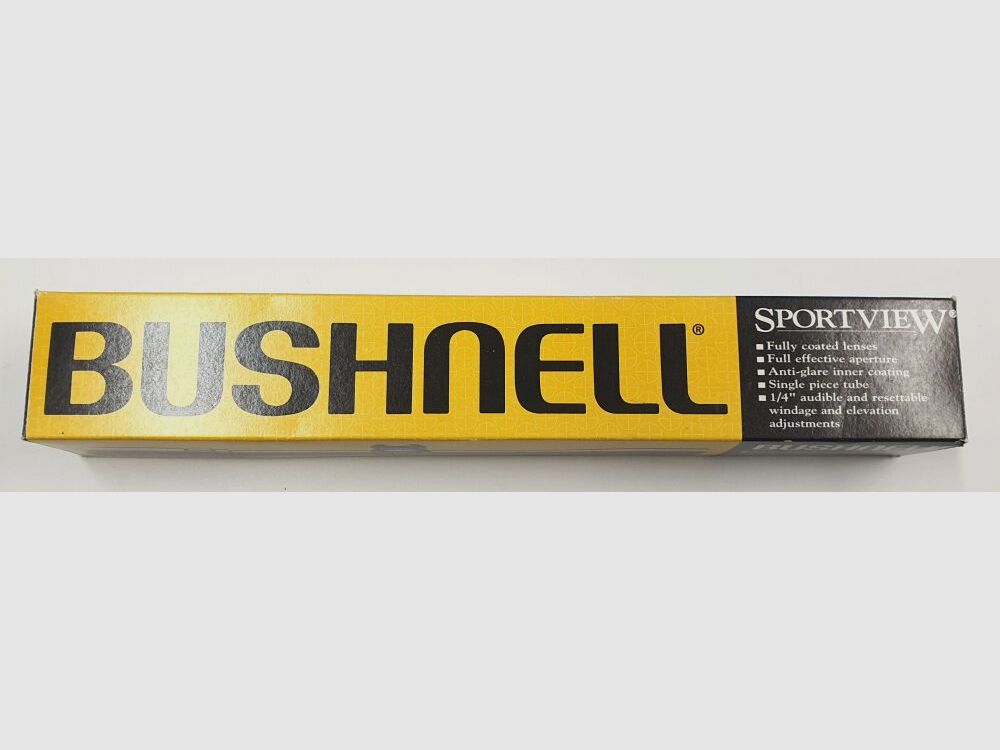 BUSHNELL®
SPORTVIEW®
■ Fully coated lenses
■ Full effective aperture
■ Anti-glare inner coating
■ Single piece tube
■ 1/4" audible and resettable
windage and elevation
adjustments
BUSHNELL